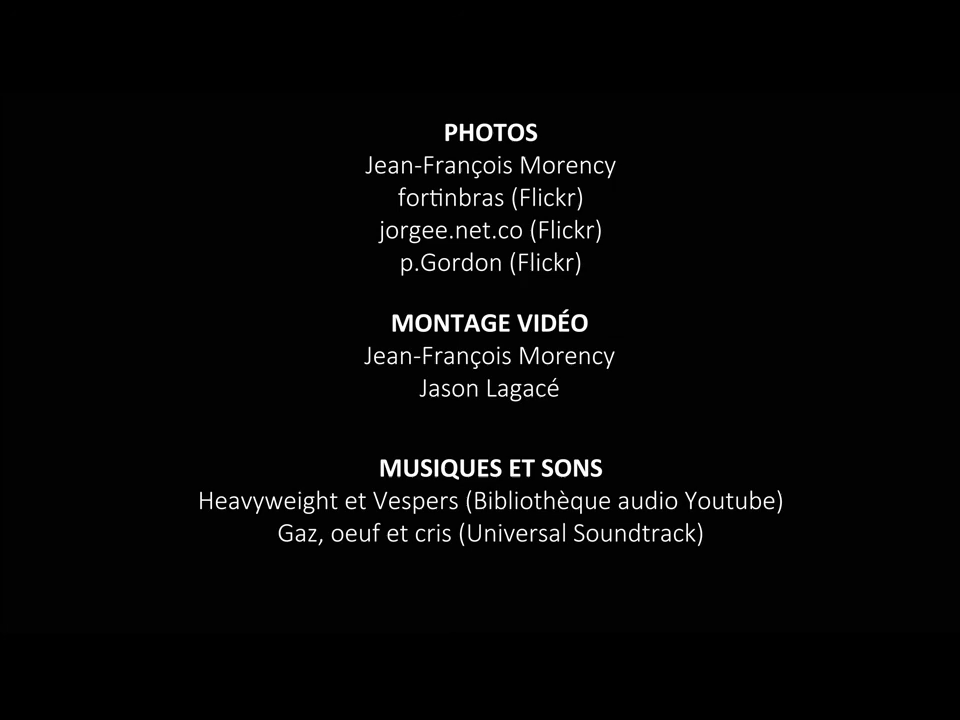 PHOTOS
Jean-François Morency
fortinbras (Flickr)
jorgee.net.co (Flickr)
p.Gordon (Flickr)
MONTAGE VIDÉO
Jean-François Morency
Jason Lagacé
MUSIQUES ET SONS
Heavyweight et Vespers (Bibliothèque audio Youtube)
Gaz, oeuf et cris (Universal Soundtrack)